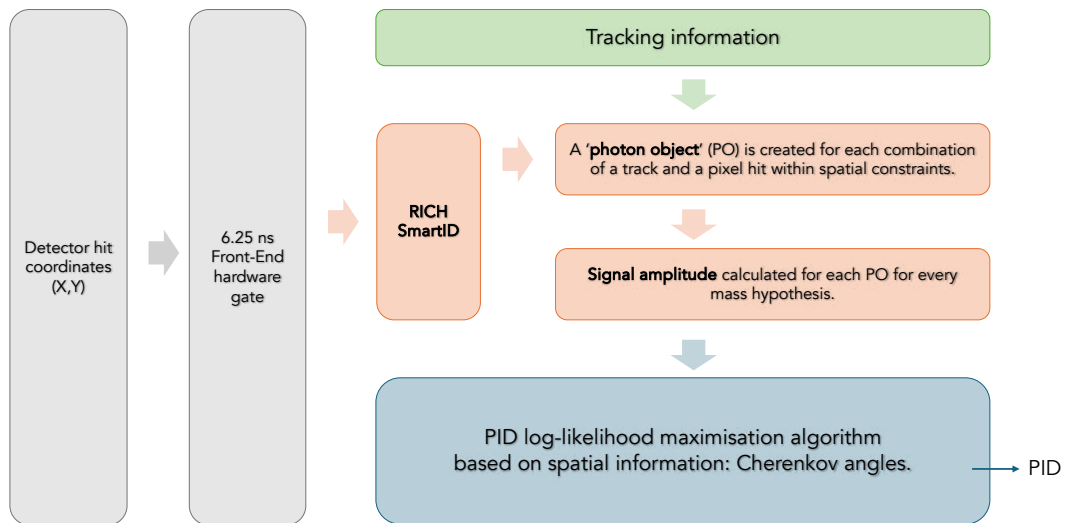 Tracking information
Detector hit
coordinates
(X,Y)
6.25 ns
Front-End
hardware
gate
RICH
SmartID
A ‘photon object’ (PO) is created for each combination
of a track and a pixel hit within spatial constraints.
Signal amplitude calculated for each PO for every
mass hypothesis.
PID log-likelihood maximisation algorithm
based on spatial information: Cherenkov angles.
PID